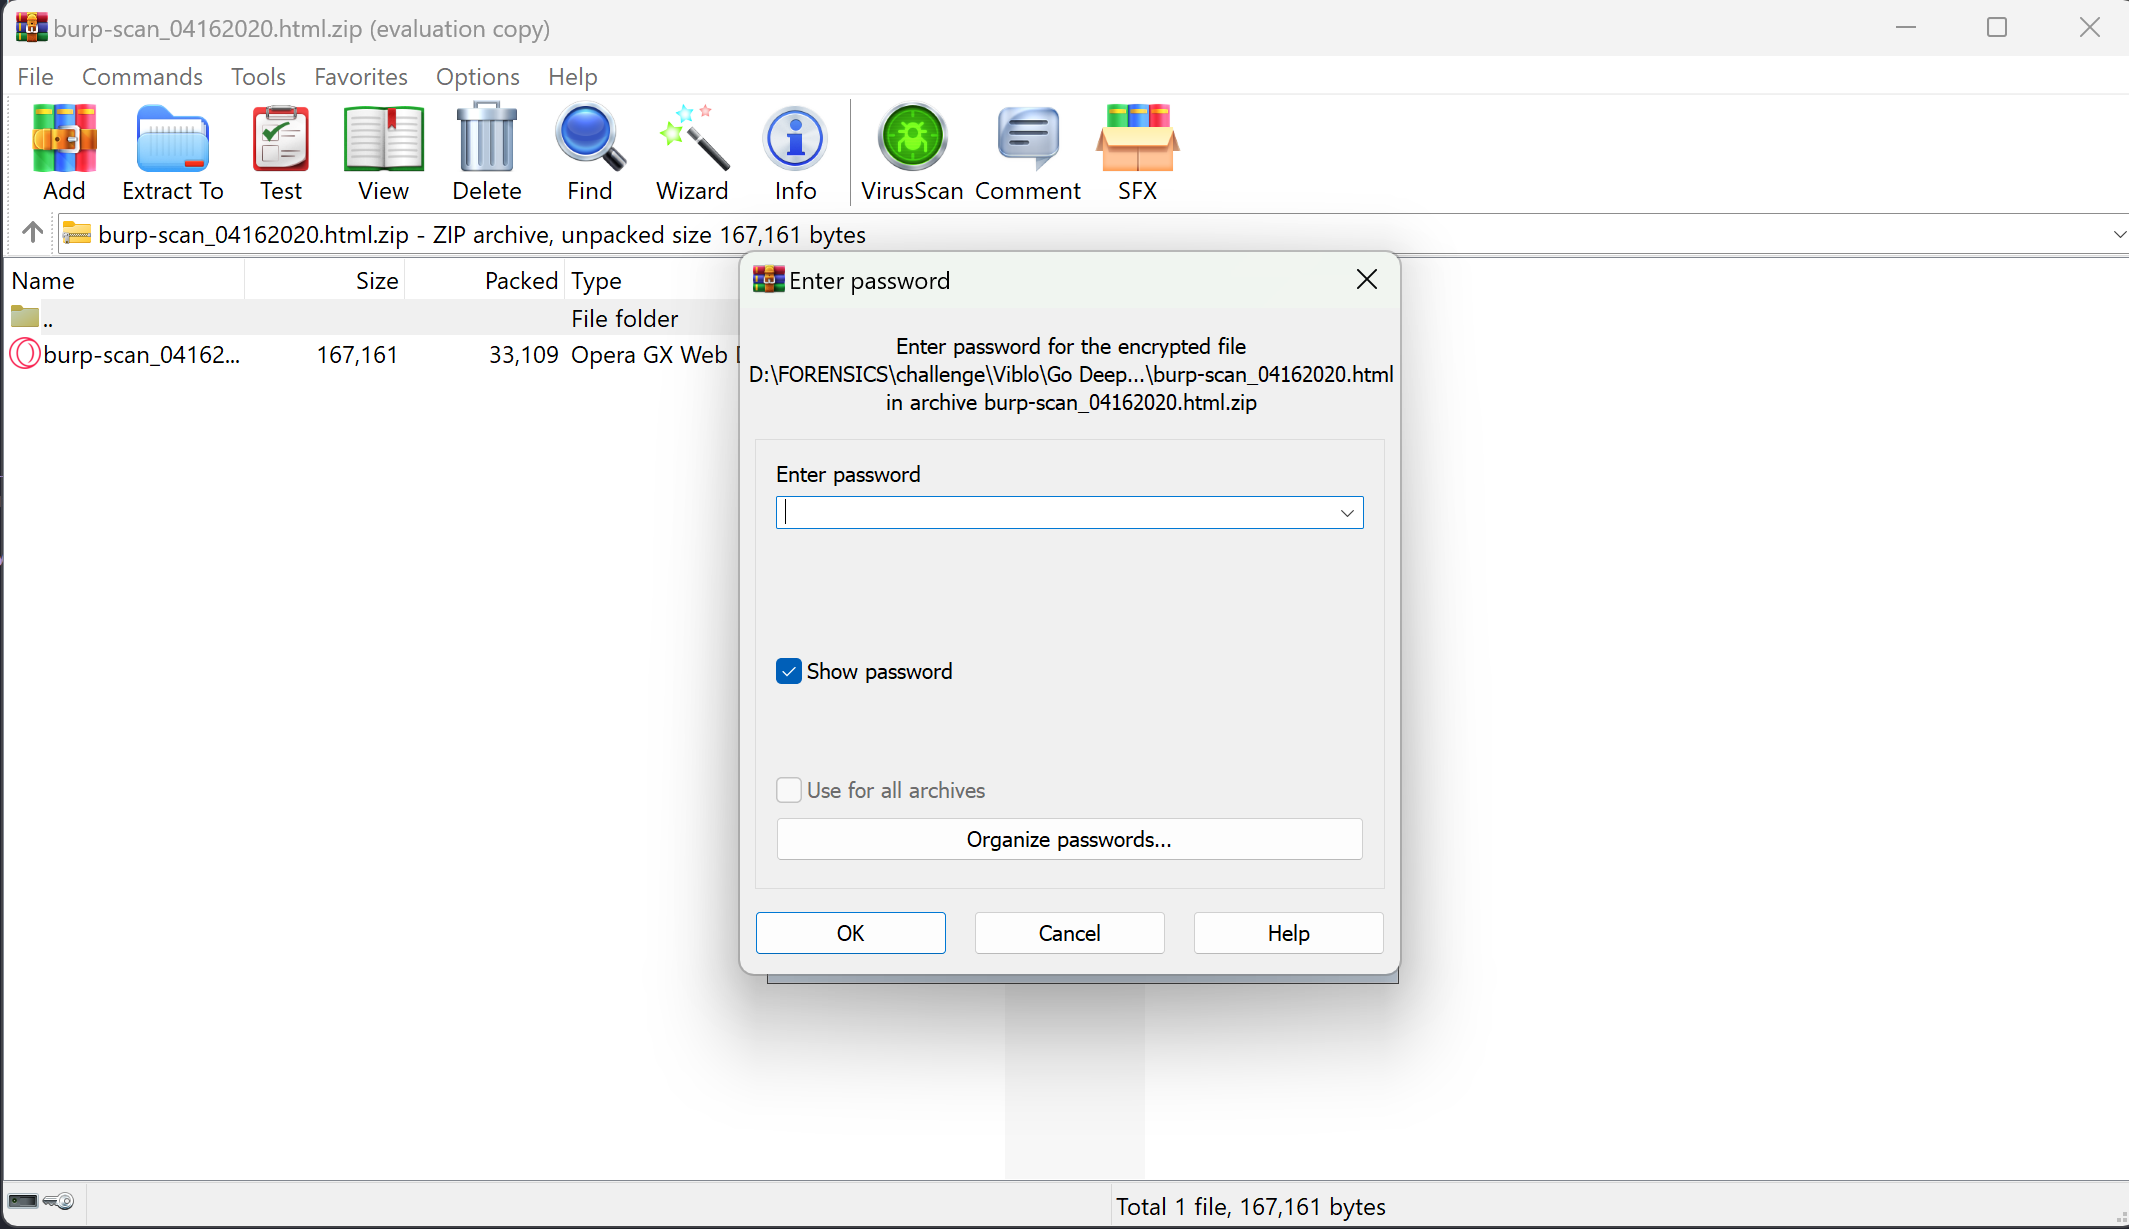 burp-scan_04162020.html.zip (evaluation copy)
File Commands Tools Favorites Options Help
Add Extract To Test View Delete Find Wizard Info VirusScan Comment SFX
burp-scan_04162020.html.zip - ZIP archive, unpacked size 167,161 bytes
Name Size Packed Type
.. File folder
burp-scan_04162... 167,161 33,109 Opera GX Web
Enter password
Enter password for the encrypted file
D:\FORENSICS\challenge\Viblo\Go Deep...\burp-scan_04162020.html
in archive burp-scan_04162020.html.zip
Enter password
Show password
Use for all archives
Organize passwords...
OK Cancel Help
Total 1 file, 167,161 bytes